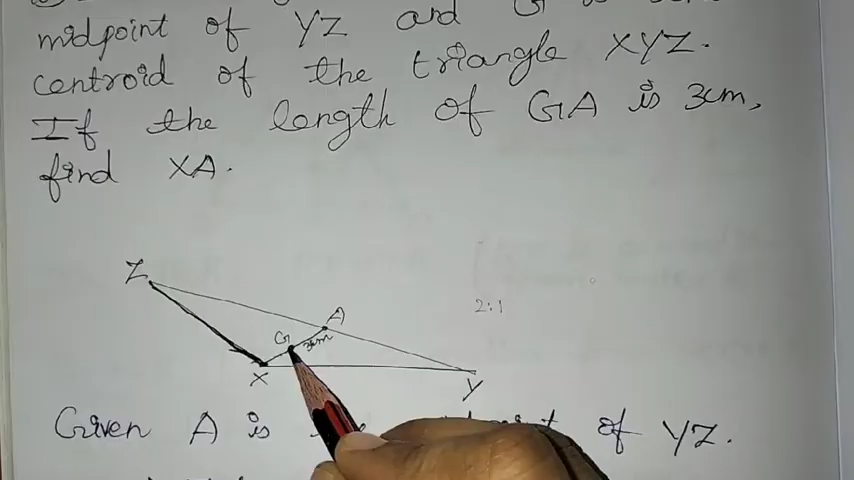 midpoint of YZ and G is
centroid of the triangle XYZ.
If the length of GA is 3cm,
find XA.
Z
2:1
A
G
3cm
X
Y
Given A is of YZ.